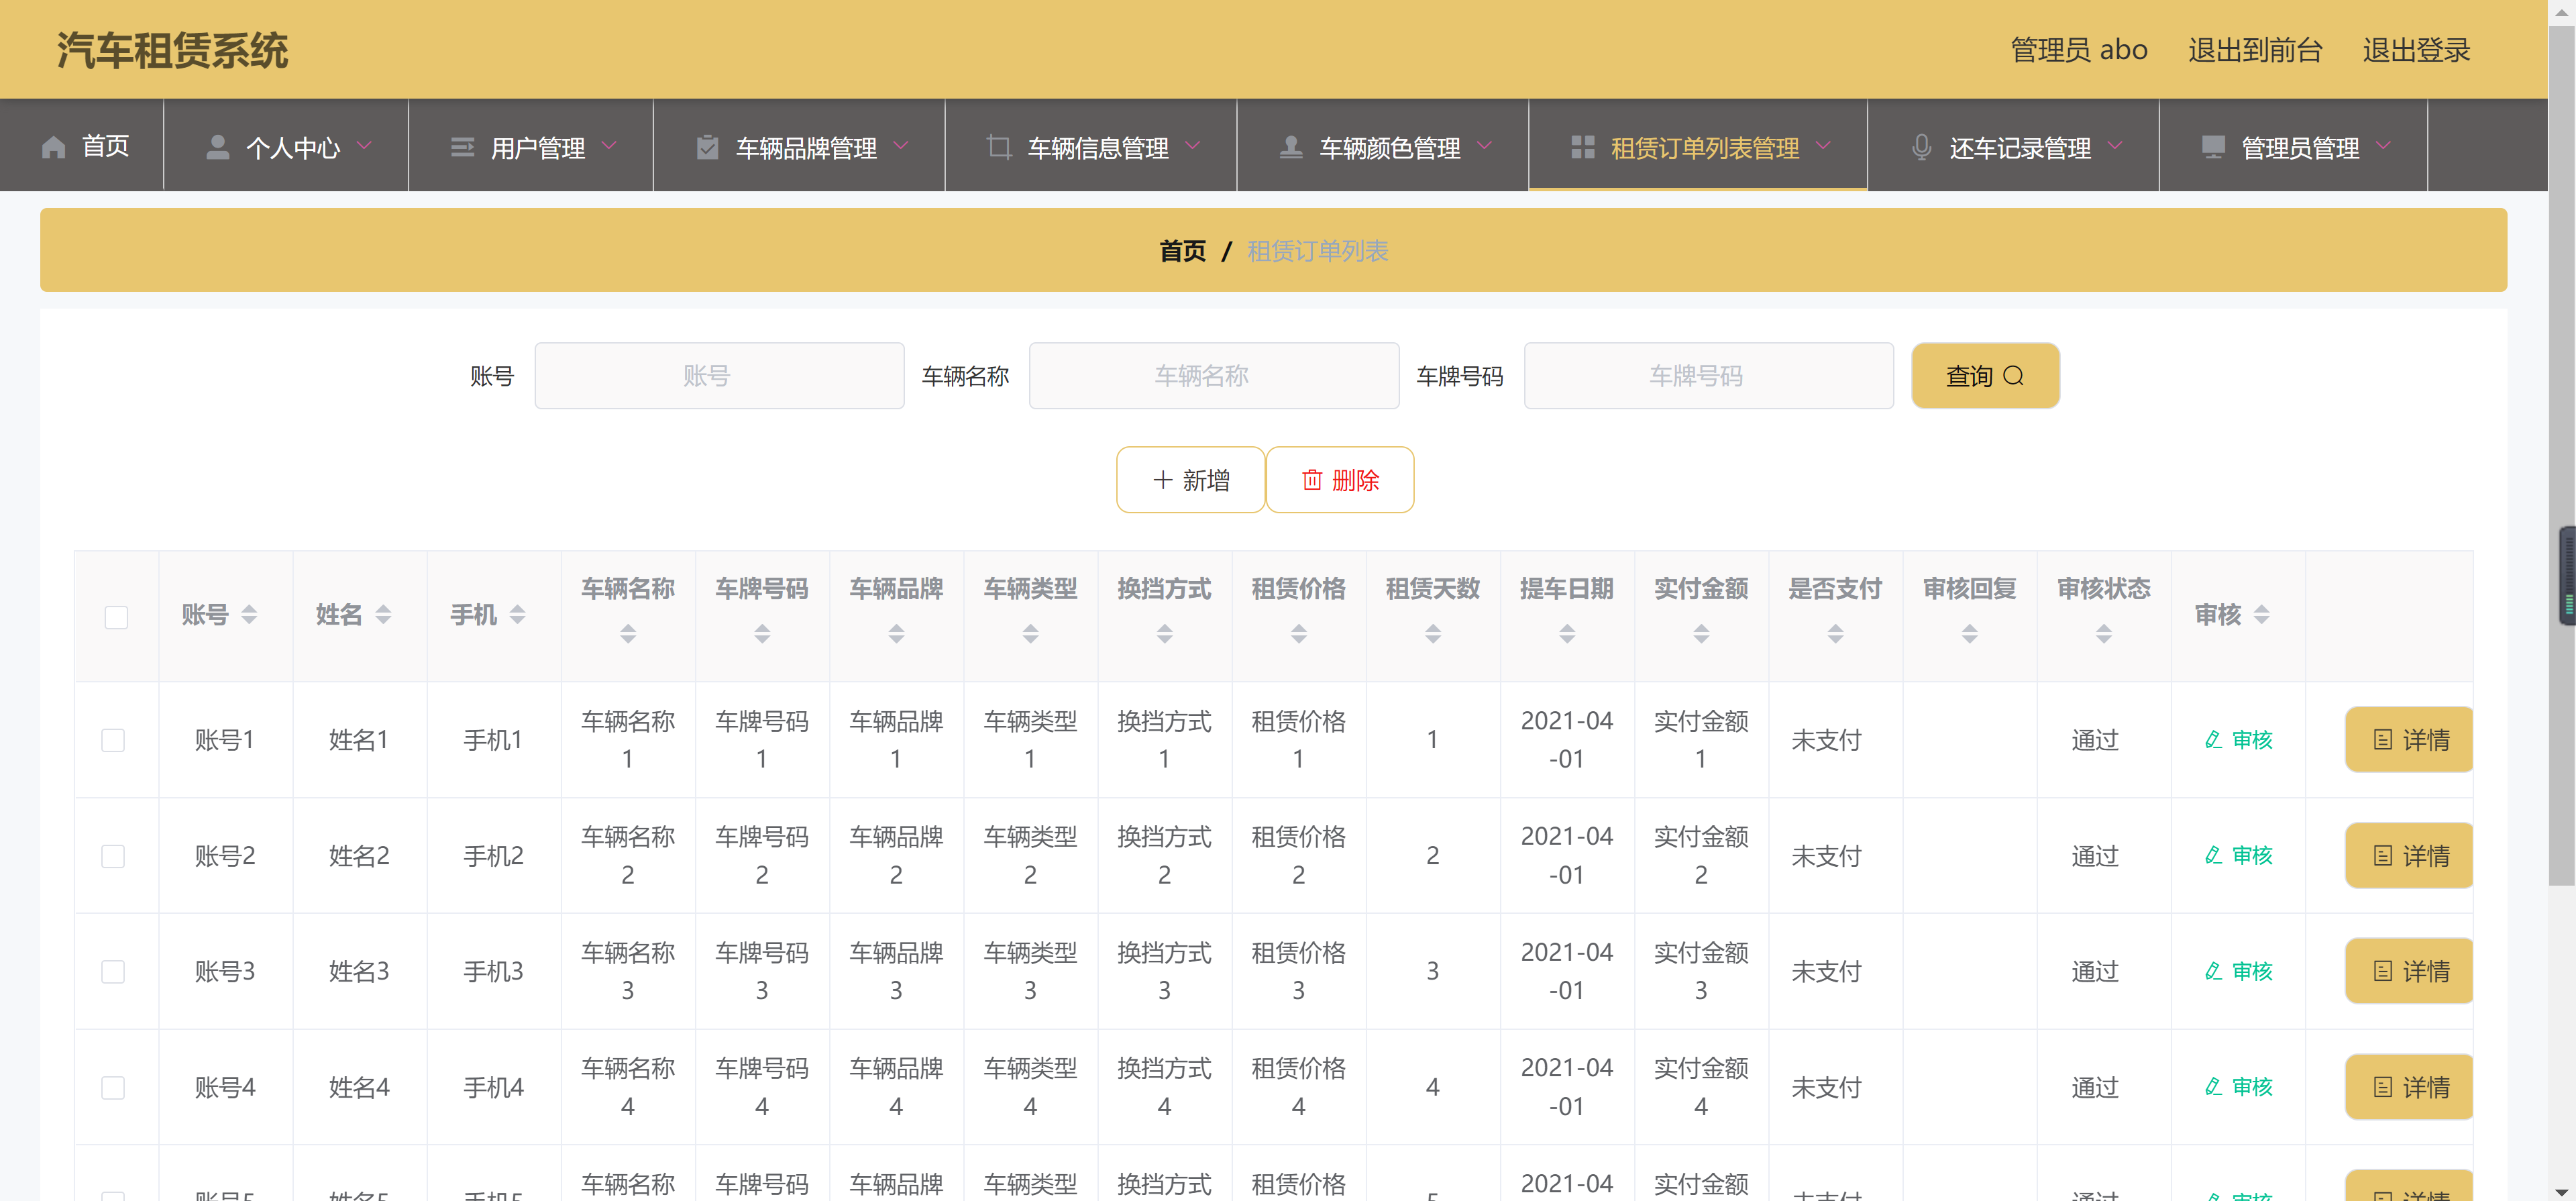 汽车租赁系统
管理员 abo 退出到前台 退出登录
首页 个人中心 用户管理 车辆品牌管理 车辆信息管理 车辆颜色管理 租赁订单列表管理 还车记录管理 管理员管理
首页 / 租赁订单列表
账号 账号 车辆名称 车辆名称 车牌号码 车牌号码 查询
新增 删除
账号 姓名 手机 车辆名称 车牌号码 车辆品牌 车辆类型 换挡方式 租赁价格 租赁天数 提车日期 实付金额 是否支付 审核回复 审核状态 审核
账号1 姓名1 手机1 车辆名称1 车牌号码1 车辆品牌1 车辆类型1 换挡方式1 租赁价格1 1 2021-04-01 实付金额1 未支付 通过 审核 详情
账号2 姓名2 手机2 车辆名称2 车牌号码2 车辆品牌2 车辆类型2 换挡方式2 租赁价格2 2 2021-04-01 实付金额2 未支付 通过 审核 详情
账号3 姓名3 手机3 车辆名称3 车牌号码3 车辆品牌3 车辆类型3 换挡方式3 租赁价格3 3 2021-04-01 实付金额3 未支付 通过 审核 详情
账号4 姓名4 手机4 车辆名称4 车牌号码4 车辆品牌4 车辆类型4 换挡方式4 租赁价格4 4 2021-04-01 实付金额4 未支付 通过 审核 详情
车辆名称 车牌号码 车辆品牌 车辆类型 换挡方式 租赁价格 2021-04 实付金额